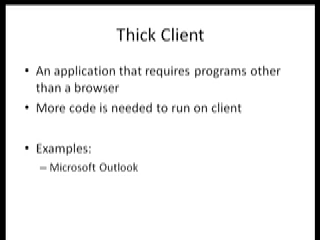 Thick Client
• An application that requires programs other
than a browser
• More code is needed to run on client
• Examples:
– Microsoft Outlook